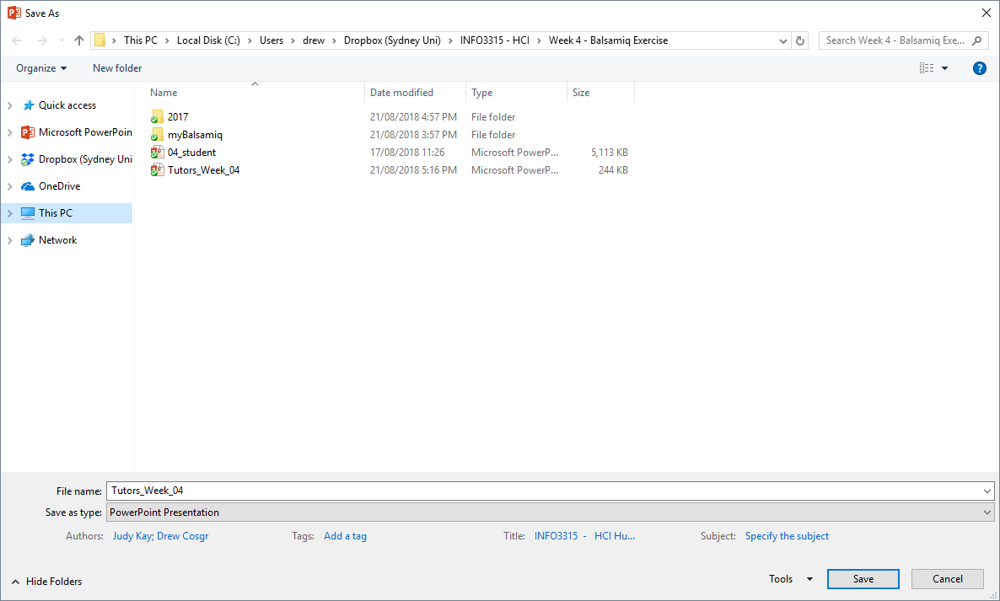 Save As
This PC > Local Disk (C:) > Users > drew > Dropbox (Sydney Uni) > INFO3315 - HCI > Week 4 - Balsamiq Exercise
Search Week 4 - Balsamiq Exe...
Organize
New folder
?
Name Date modified Type Size
Quick access
Microsoft PowerPoin
Dropbox (Sydney Uni
OneDrive
This PC
Network
2017 21/08/2018 4:57 PM File folder
myBalsamiq 21/08/2018 3:57 PM File folder
04_student 17/08/2018 11:26 Microsoft PowerP... 5,113 KB
Tutors_Week_04 21/08/2018 5:16 PM Microsoft PowerP... 244 KB
File name: Tutors_Week_04
Save as type: PowerPoint Presentation
Authors: Judy Kay; Drew Cosgr Tags: Add a tag Title: INFO3315 - HCI Hu... Subject: Specify the subject
Hide Folders Tools Save Cancel